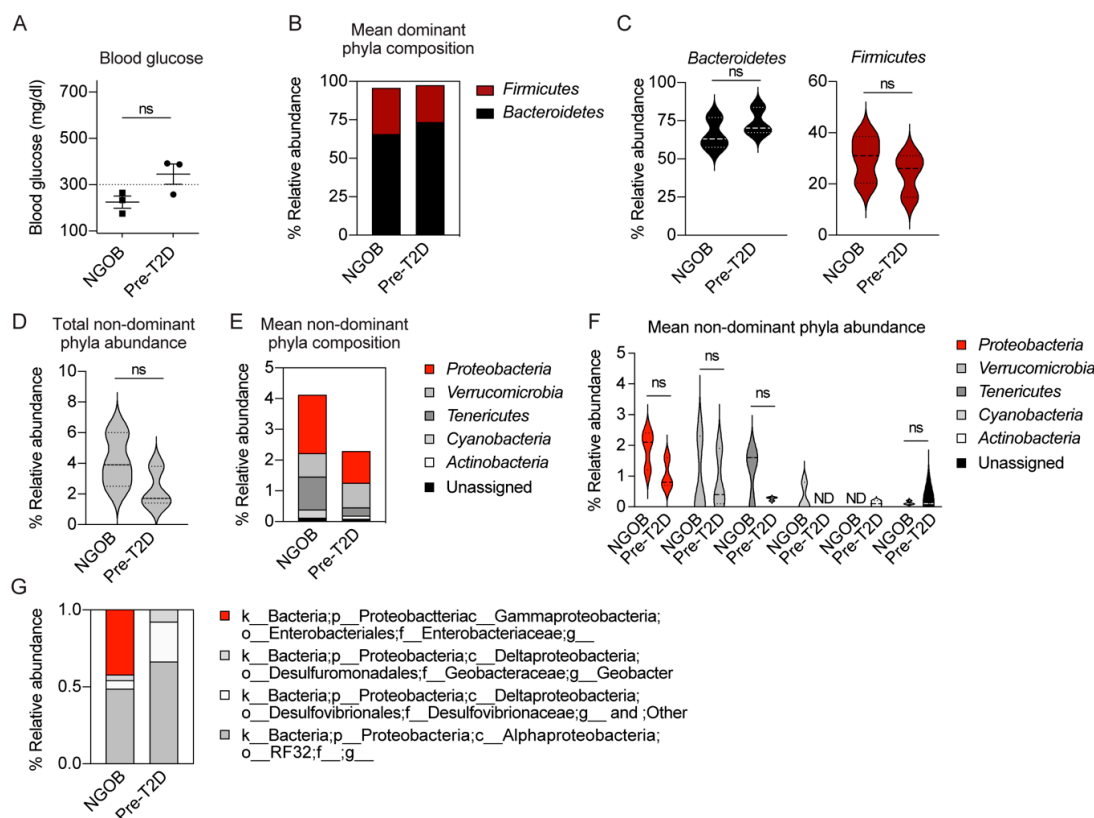 A
Blood glucose
Blood glucose (mg/dl)
700
500
300
100
ns
NGOB
Pre-T2D
B
Mean dominant
phyla composition
% Relative abundance
100
75
50
25
0
NGOB
Pre-T2D
Firmicutes
Bacteroidetes
C
Bacteroidetes
ns
% Relative abundance
100
75
50
25
0
NGOB
Pre-T2D
Firmicutes
ns
60
40
20
0
NGOB
Pre-T2D
D
Total non-dominant
phyla abundance
% Relative abundance
10
8
6
4
2
0
ns
NGOB
Pre-T2D
E
Mean non-dominant
phyla composition
% Relative abundance
5
4
3
2
1
0
NGOB
Pre-T2D
Proteobacteria
Verrucomicrobia
Tenericutes
Cyanobacteria
Actinobacteria
Unassigned
F
Mean non-dominant phyla abundance
% Relative abundance
5
4
3
2
1
0
ns
ns
ns
ND
ND
ns
NGOB
Pre-T2D
NGOB
Pre-T2D
NGOB
Pre-T2D
NGOB
Pre-T2D
NGOB
Pre-T2D
NGOB
Pre-T2D
Proteobacteria
Verrucomicrobia
Tenericutes
Cyanobacteria
Actinobacteria
Unassigned
G
% Relative abundance
1.0
0.5
0.0
NGOB
Pre-T2D
k__Bacteria;p__Proteobactteriac__Gammaproteobacteria;
o__Enterobacteriales;f__Enterobacteriaceae;g__
k__Bacteria;p__Proteobacteria;c__Deltaproteobacteria;
o__Desulfuromonadales;f__Geobacteraceae;g__Geobacter
k__Bacteria;p__Proteobacteria;c__Deltaproteobacteria;
o__Desulfovibrionales;f__Desulfovibrionaceae;g__ and ;Other
k__Bacteria;p__Proteobacteria;c__Alphaproteobacteria;
o__RF32;f__;g__